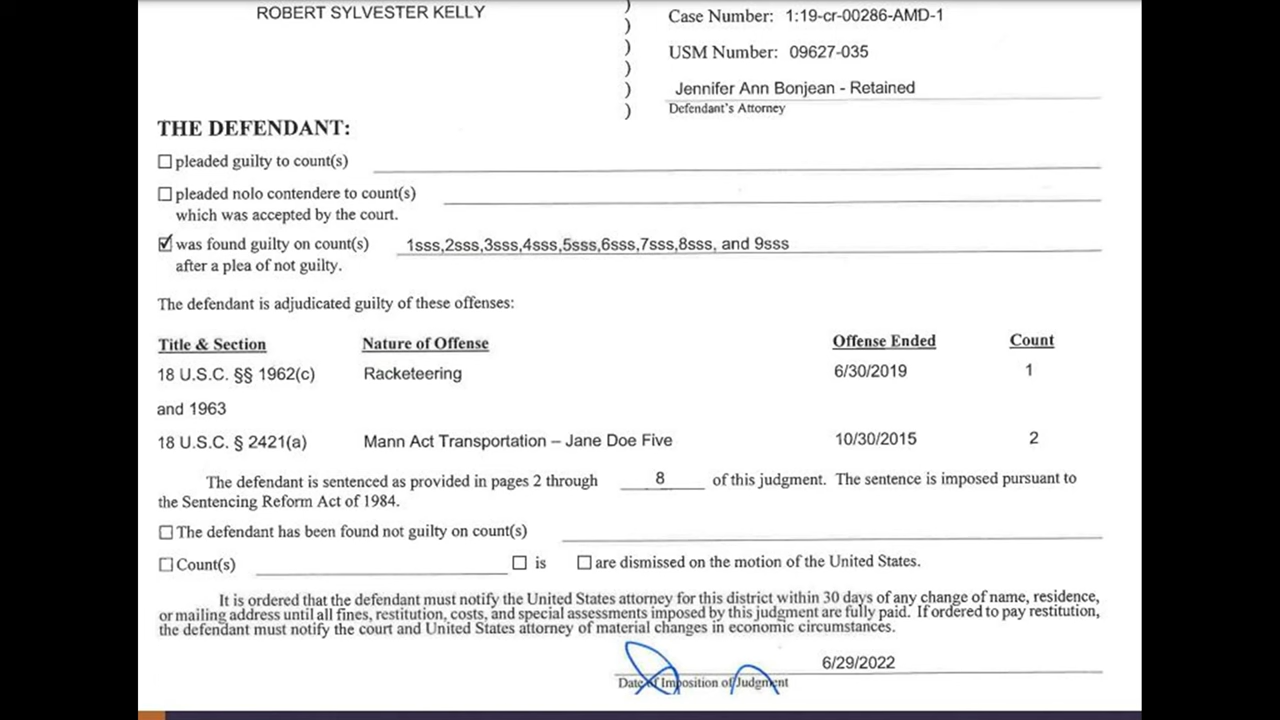 ROBERT SYLVESTER KELLY
)
)
)
)
)
)
Case Number: 1:19-cr-00286-AMD-1
USM Number: 09627-035
Jennifer Ann Bonjean - Retained
Defendant's Attorney
THE DEFENDANT:
☐ pleaded guilty to count(s)
☐ pleaded nolo contendere to count(s)
which was accepted by the court.
☑ was found guilty on count(s) 1sss,2sss,3sss,4sss,5sss,6sss,7sss,8sss, and 9sss
after a plea of not guilty.
The defendant is adjudicated guilty of these offenses:
Title & Section Nature of Offense Offense Ended Count
18 U.S.C. §§ 1962(c) Racketeering 6/30/2019 1
and 1963
18 U.S.C. § 2421(a) Mann Act Transportation – Jane Doe Five 10/30/2015 2
The defendant is sentenced as provided in pages 2 through 8 of this judgment. The sentence is imposed pursuant to
the Sentencing Reform Act of 1984.
☐ The defendant has been found not guilty on count(s)
☐ Count(s) ☐ is ☐ are dismissed on the motion of the United States.
It is ordered that the defendant must notify the United States attorney for this district within 30 days of any change of name, residence,
or mailing address until all fines, restitution, costs, and special assessments imposed by this judgment are fully paid. If ordered to pay restitution,
the defendant must notify the court and United States attorney of material changes in economic circumstances.
6/29/2022
Date of Imposition of Judgment